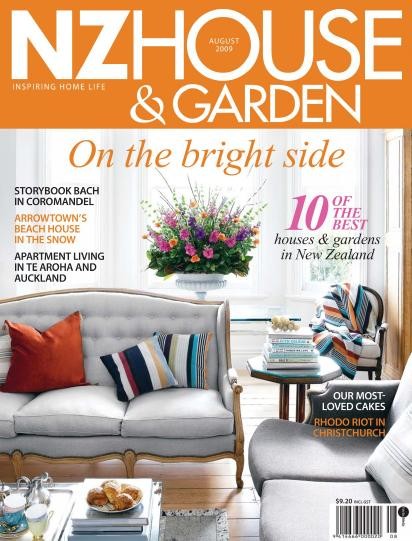 NZHOUSE
AUGUST
2009
INSPIRING HOME LIFE
& GARDEN
On the bright side
STORYBOOK BACH
IN COROMANDEL
ARROWTOWN'S
BEACH HOUSE
IN THE SNOW
APARTMENT LIVING
IN TE AROHA AND
AUCKLAND
10 OF
THE
BEST
houses & gardens
in New Zealand
OUR MOST-
LOVED CAKES
RHODO RIOT IN
CHRISTCHURCH
$9.20 INCL GST
08